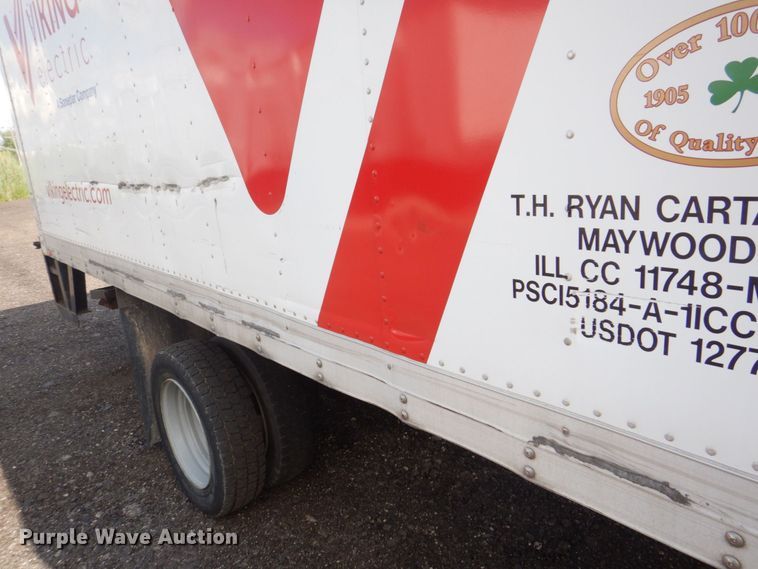 VIKING
electric
A Sonepar Company
vikingelectric.com
Over 100
1905
Of Quality
T.H. RYAN CARTA
MAYWOOD
ILL CC 11748-M
PSCI5184-A-1IICC
USDOT 1277
Purple Wave Auction